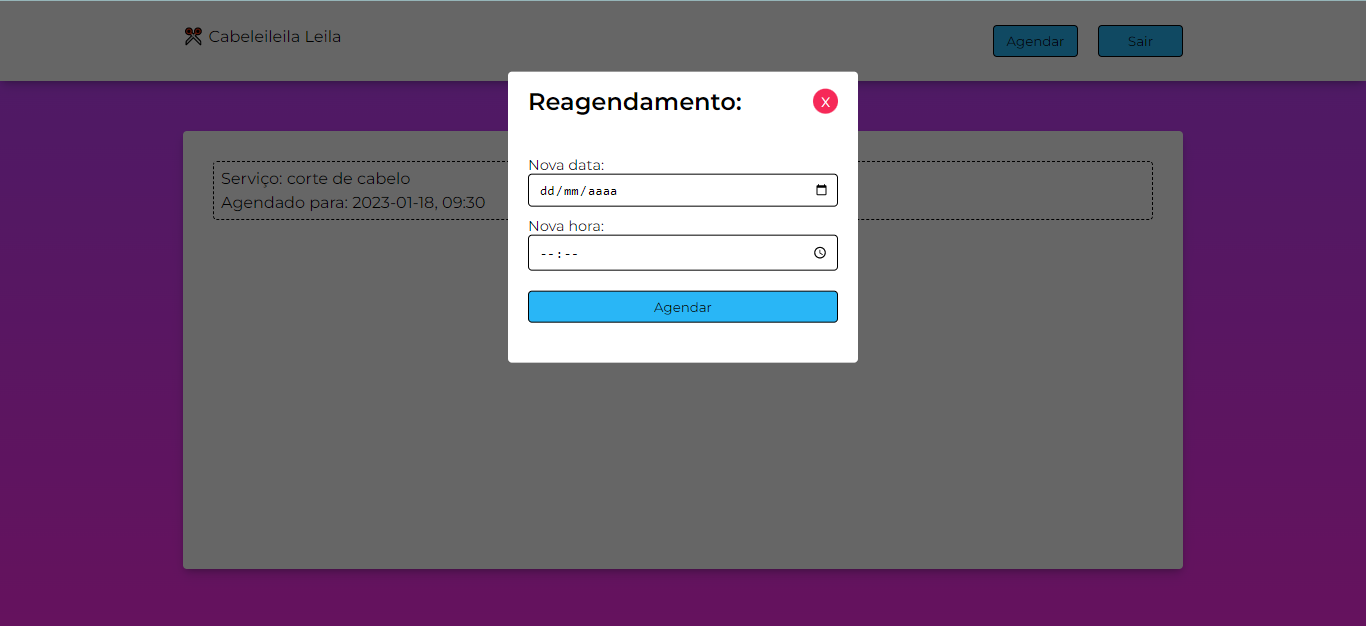 Cabeleileila Leila
Agendar
Sair
Reagendamento:
X
Nova data:
dd/mm/aaaa
Nova hora:
--:--
Agendar
Serviço: corte de cabelo
Agendado para: 2023-01-18, 09:30